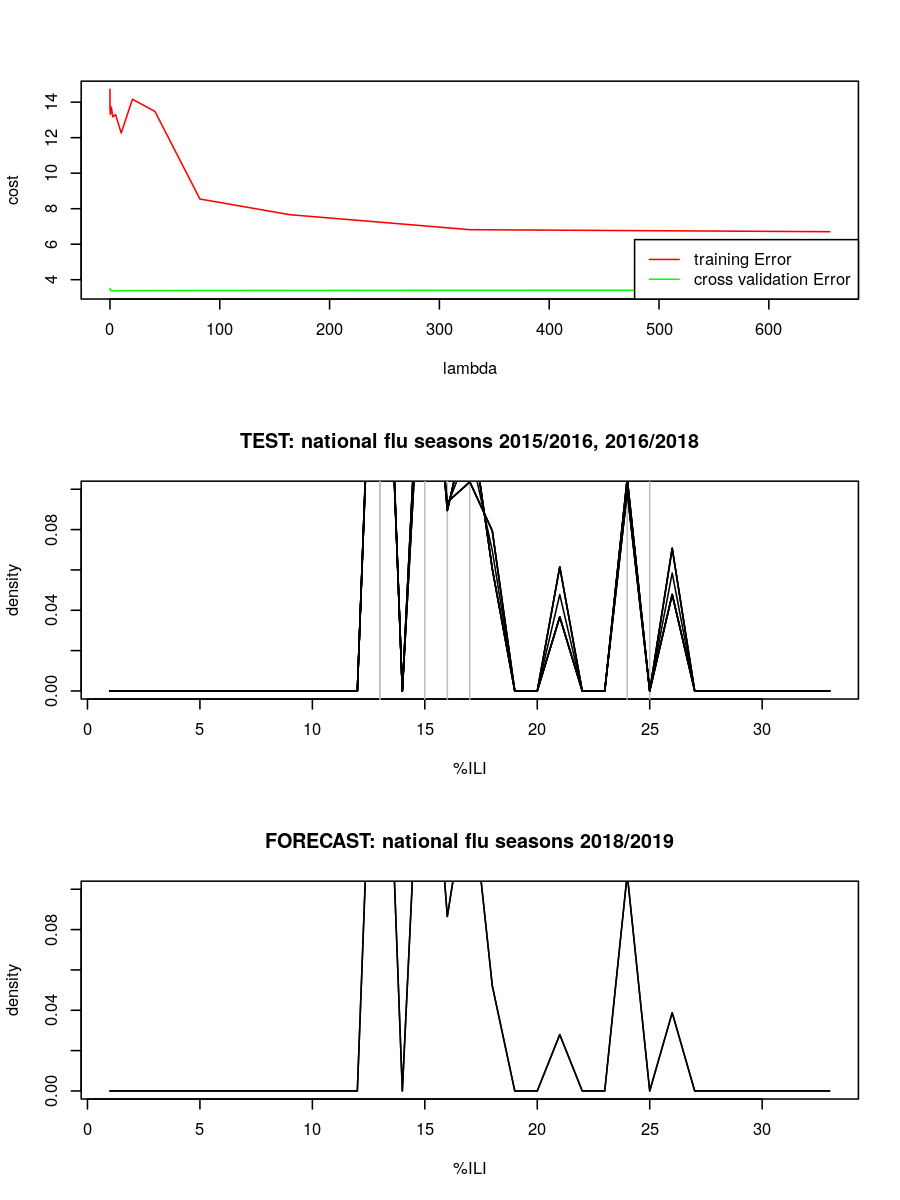 14
12
10
8
6
4
cost
training Error
cross validation Error
0 100 200 300 400 500 600
lambda
TEST: national flu seasons 2015/2016, 2016/2018
0.08
0.04
0.00
density
0 5 10 15 20 25 30
%ILI
FORECAST: national flu seasons 2018/2019
0.08
0.04
0.00
density
0 5 10 15 20 25 30
%ILI